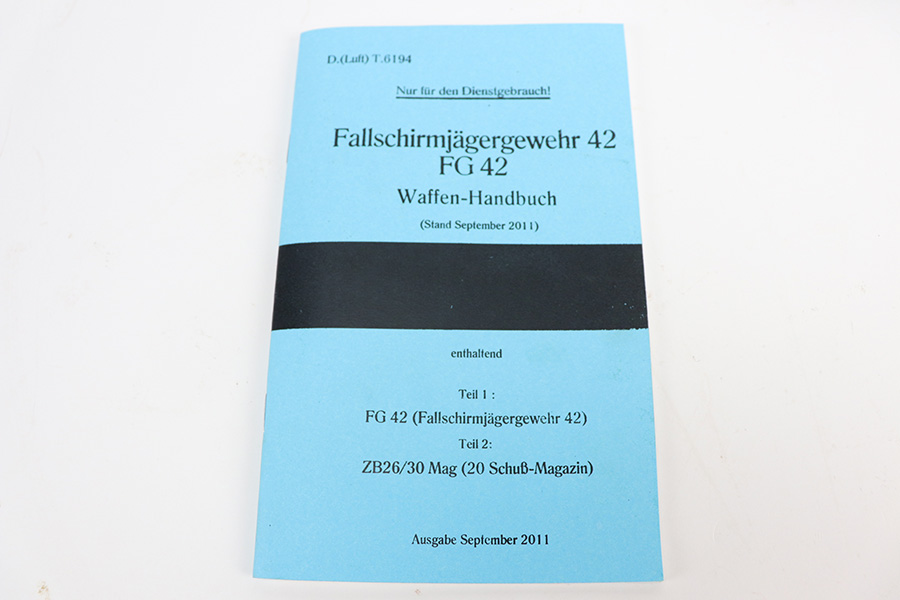 D.(Luft) T.6194
Nur für den Dienstgebrauch!
Fallschirmjägergewehr 42
FG 42
Waffen-Handbuch
(Stand September 2011)
enthaltend
Teil 1 :
FG 42 (Fallschirmjägergewehr 42)
Teil 2:
ZB26/30 Mag (20 Schuß-Magazin)
Ausgabe September 2011